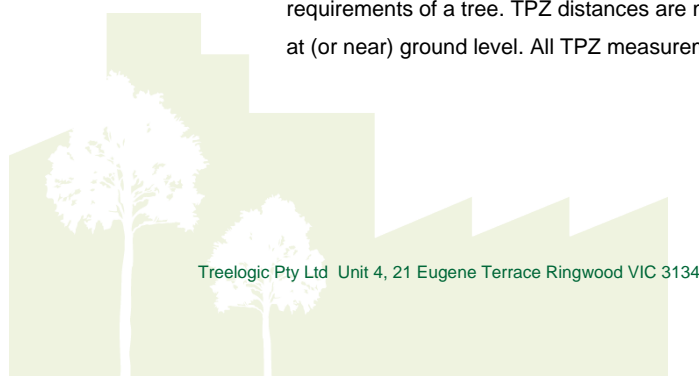 requirements of a tree. TPZ distances are
at (or near) ground level. All TPZ
Treelogic Pty Ltd Unit 4, 21 Eugene Terrace Ringwood VIC 3134